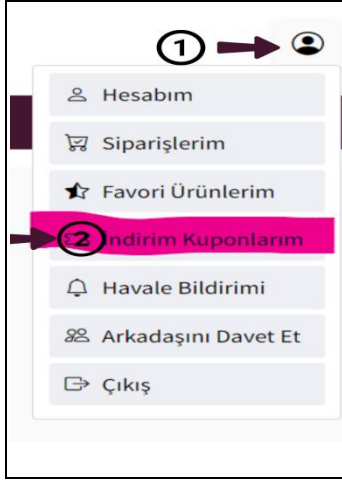 1
Hesabım
Siparişlerim
Favori Ürünlerim
2 İndirim Kuponlarım
Havale Bildirimi
Arkadaşını Davet Et
Çıkış